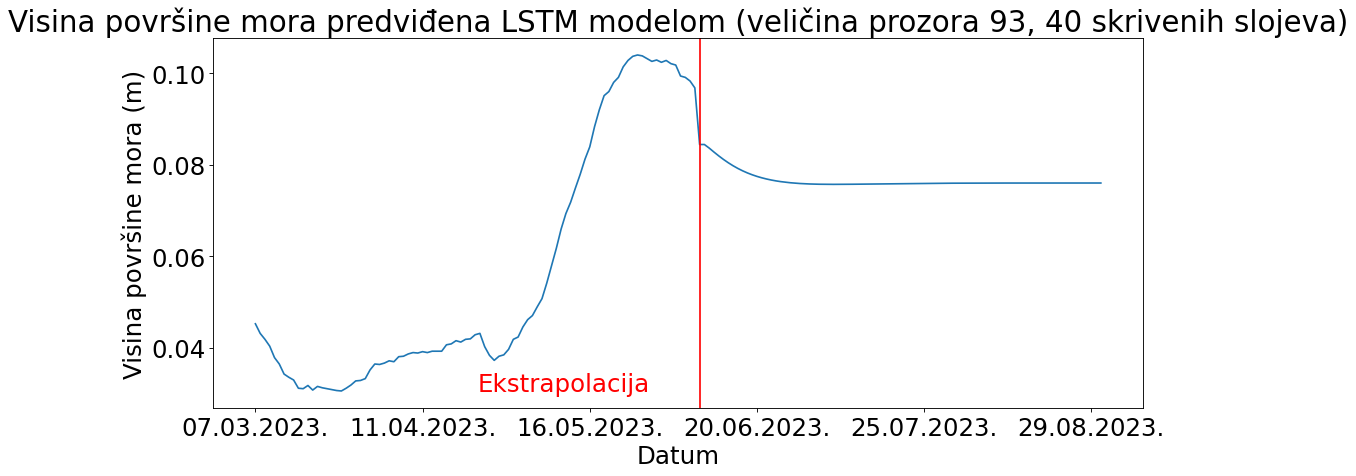 Visina površine mora predviđena LSTM modelom (veličina prozora 93, 40 skrivenih slojeva)
Visina površine mora (m)
0.10
0.08
0.06
0.04
Ekstrapolacija
07.03.2023. 11.04.2023. 16.05.2023. 20.06.2023. 25.07.2023. 29.08.2023.
Datum